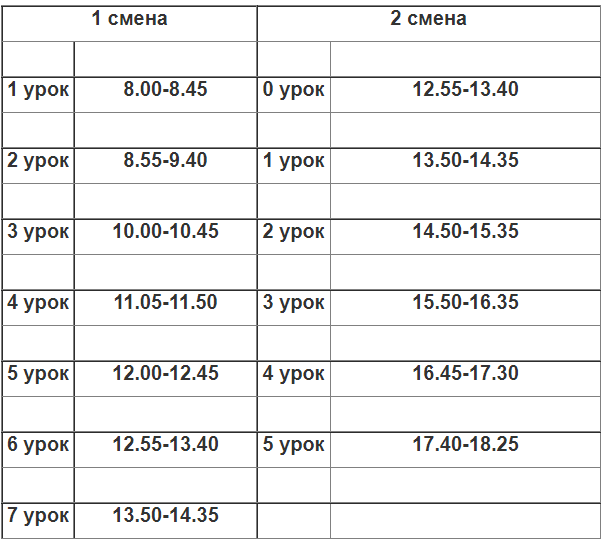 1 смена 2 смена
1 урок 8.00-8.45 0 урок 12.55-13.40
2 урок 8.55-9.40 1 урок 13.50-14.35
3 урок 10.00-10.45 2 урок 14.50-15.35
4 урок 11.05-11.50 3 урок 15.50-16.35
5 урок 12.00-12.45 4 урок 16.45-17.30
6 урок 12.55-13.40 5 урок 17.40-18.25
7 урок 13.50-14.35